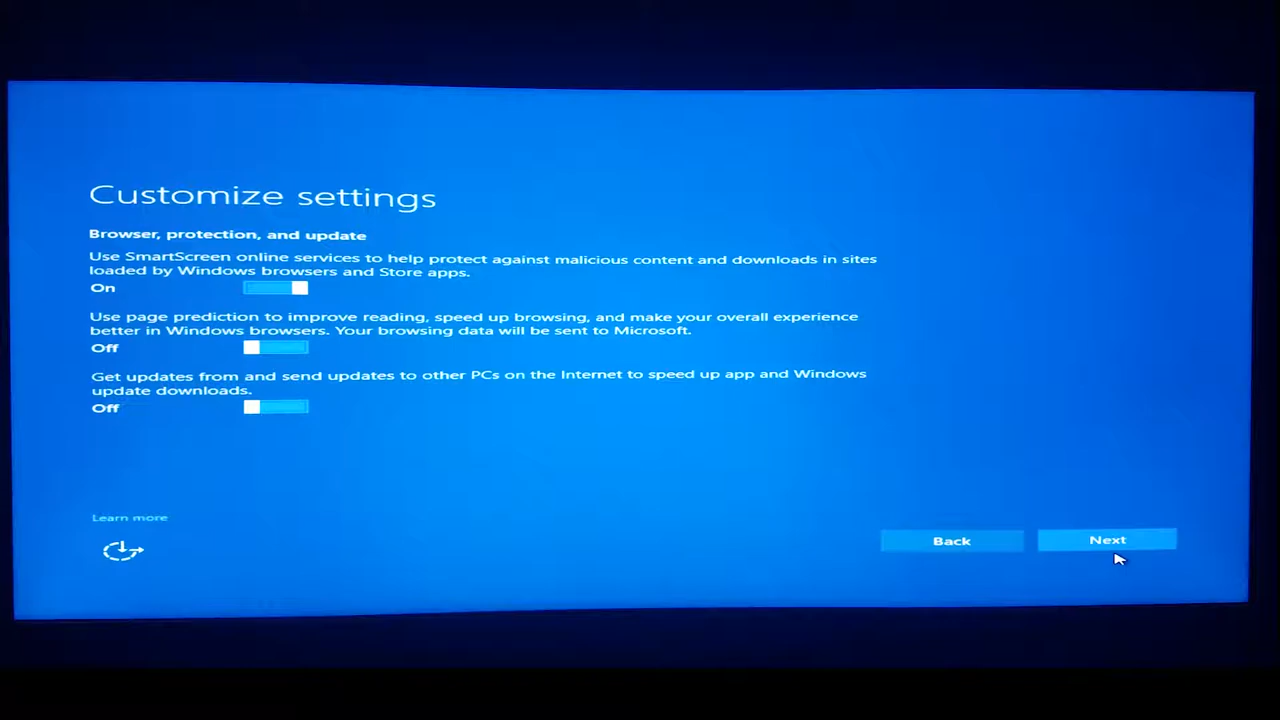 Customize settings
Browser, protection, and update
Use SmartScreen online services to help protect against malicious content and downloads in sites
loaded by Windows browsers and Store apps.
On
Use page prediction to improve reading, speed up browsing, and make your overall experience
better in Windows browsers. Your browsing data will be sent to Microsoft.
Off
Get updates from and send updates to other PCs on the Internet to speed up app and Windows
update downloads.
Off
Learn more
Back
Next